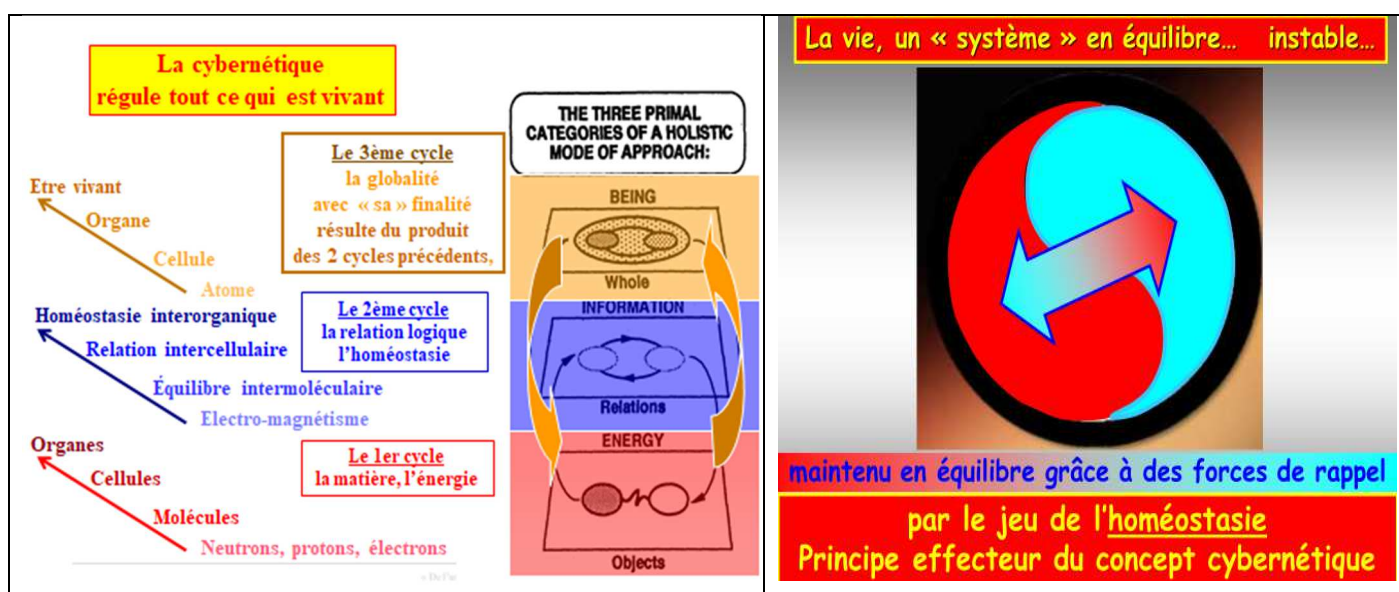 La cybernétique
régule tout ce qui est vivant
THE THREE PRIMAL
CATEGORIES OF A HOLISTIC
MODE OF APPROACH:
Le 3ème cycle
la globalité
avec « sa » finalité
résulte du produit
des 2 cycles précédents,
Etre vivant
Organe
Cellule
Atome
BEING
Whole
Homéostasie interorganique
Relation intercellulaire
Équilibre intermoléculaire
Electro-magnétisme
Le 2ème cycle
la relation logique
l'homéostasie
INFORMATION
Relations
Organes
Cellules
Molécules
Neutrons, protons, électrons
Le 1er cycle
la matière, l'énergie
ENERGY
Objects
La vie, un « système » en équilibre... instable...
maintenu en équilibre grâce à des forces de rappel
par le jeu de l'homéostasie
Principe effecteur du concept cybernétique